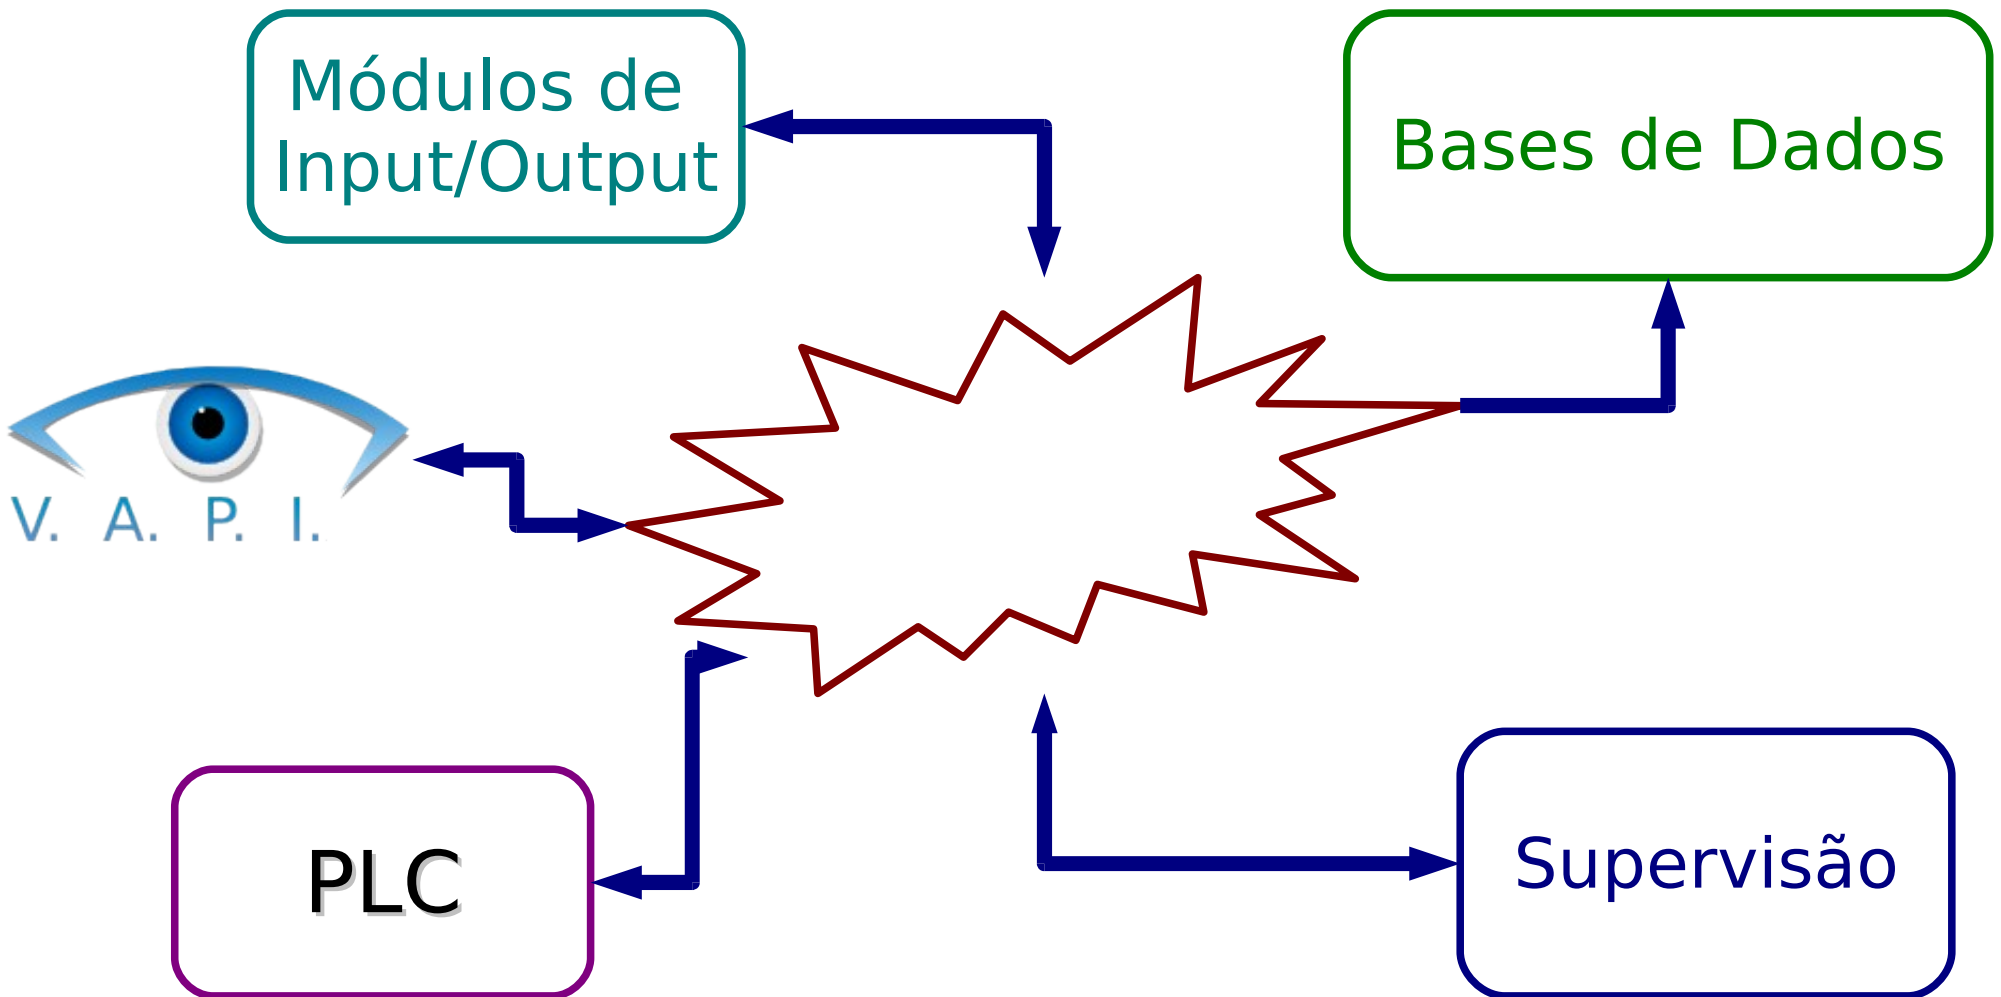 Módulos de
Input/Output
Bases de Dados
V. A. P. I.
PLC
Supervisão